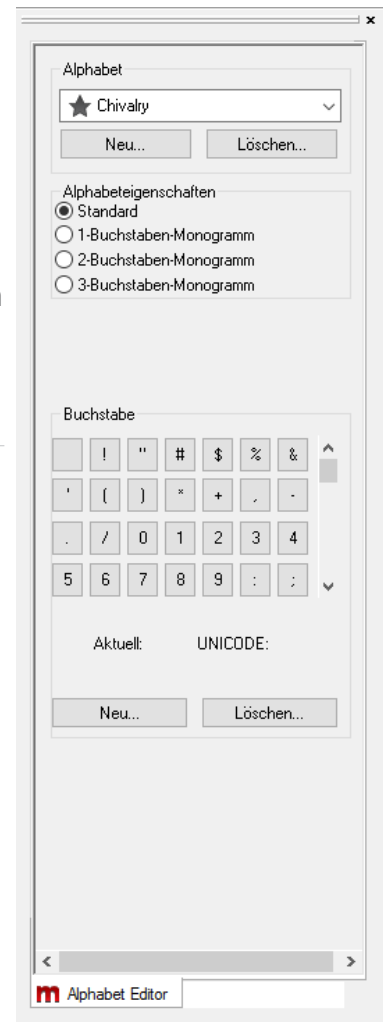 Alphabet
Chivalry
Neu... Löschen...
Alphabeteigenschaften
Standard
1-Buchstaben-Monogramm
2-Buchstaben-Monogramm
3-Buchstaben-Monogramm
Buchstabe
! " # $ % &
' ( ) * + , -
. / 0 1 2 3 4
5 6 7 8 9 : ;
Aktuell: UNICODE:
Neu... Löschen...
m Alphabet Editor